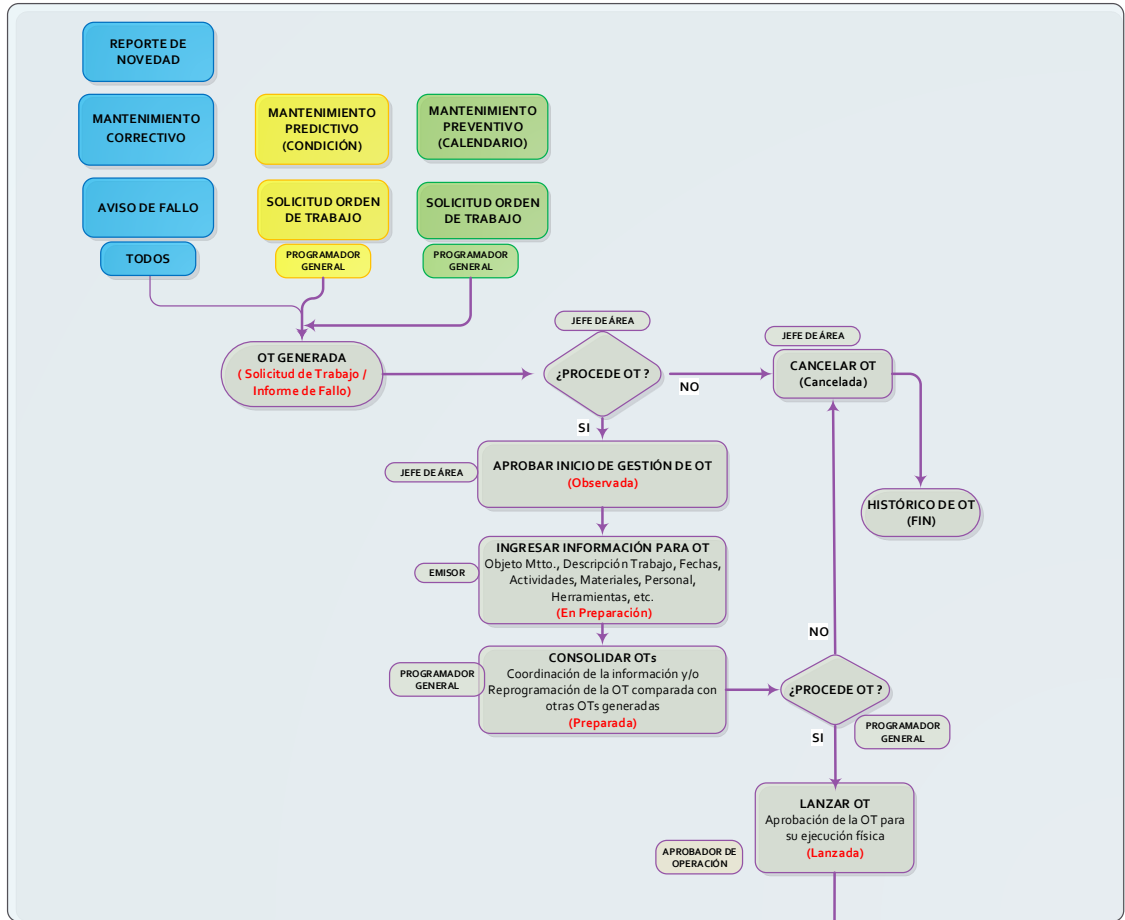 REPORTE DE
NOVEDAD
MANTENIMIENTO
CORRECTIVO
AVISO DE FALLO
TODOS
MANTENIMIENTO
PREDICTIVO
(CONDICIÓN)
SOLICITUD ORDEN
DE TRABAJO
PROGRAMADOR
GENERAL
MANTENIMIENTO
PREVENTIVO
(CALENDARIO)
SOLICITUD ORDEN
DE TRABAJO
PROGRAMADOR
GENERAL
OT GENERADA
( Solicitud de Trabajo /
Informe de Fallo)
JEFE DE ÁREA
¿PROCEDE OT ?
NO
SI
JEFE DE ÁREA
CANCELAR OT
(Cancelada)
HISTÓRICO DE OT
(FIN)
JEFE DE ÁREA
APROBAR INICIO DE GESTIÓN DE OT
(Observada)
EMISOR
INGRESAR INFORMACIÓN PARA OT
Objeto Mtto., Descripción Trabajo, Fechas,
Actividades, Materiales, Personal,
Herramientas, etc.
(En Preparación)
PROGRAMADOR
GENERAL
CONSOLIDAR OTs
Coordinación de la información y/o
Reprogramación de la OT comparada con
otras OTs generadas
(Preparada)
NO
¿PROCEDE OT ?
PROGRAMADOR
GENERAL
SI
LANZAR OT
Aprobación de la OT para
su ejecución física
(Lanzada)
APROBADOR DE
OPERACIÓN